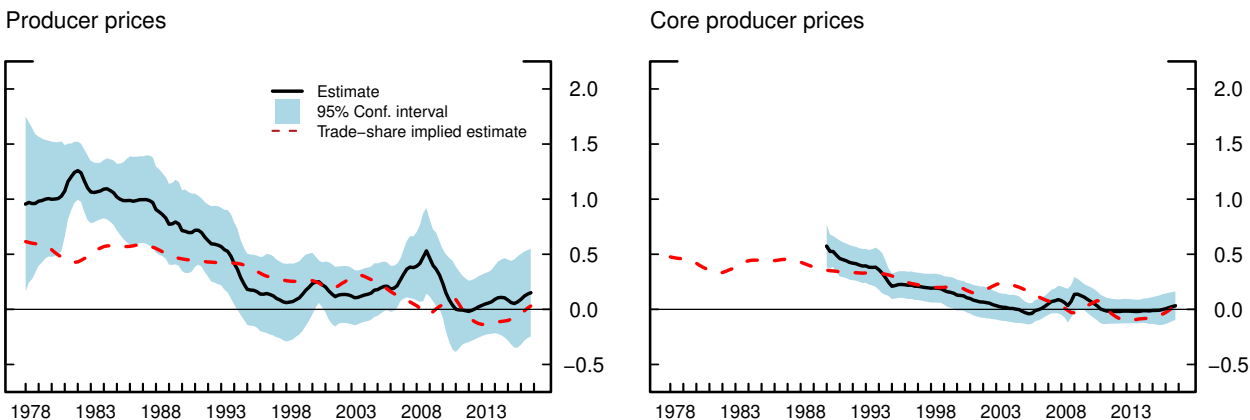 Producer prices
Core producer prices
Estimate
95% Conf. interval
Trade−share implied estimate
2.0
1.5
1.0
0.5
0.0
−0.5
2.0
1.5
1.0
0.5
0.0
−0.5
1978 1983 1988 1993 1998 2003 2008 2013
1978 1983 1988 1993 1998 2003 2008 2013